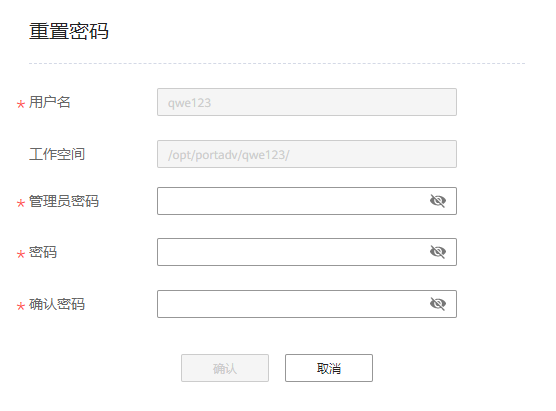 重置密码
* 用户名 qwe123
工作空间 /opt/portadv/qwe123/
* 管理员密码
* 密码
* 确认密码
确认 取消